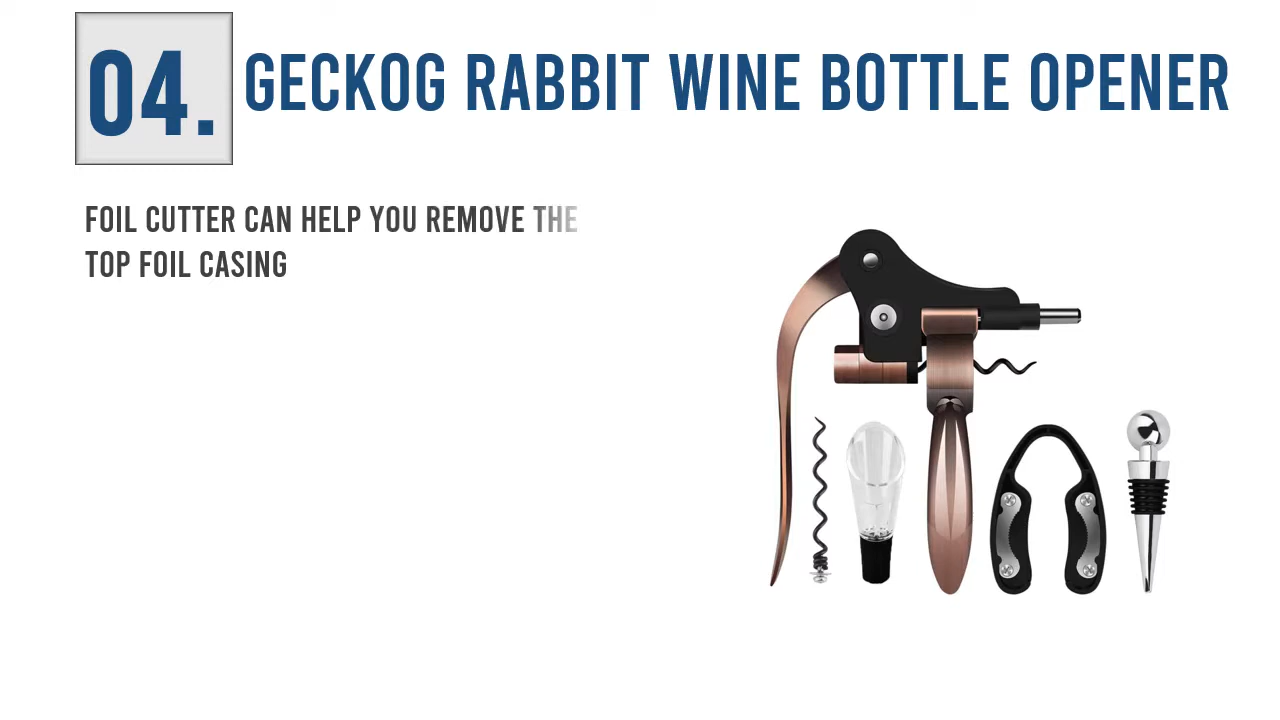 04.
GECKOG RABBIT WINE BOTTLE OPENER
FOIL CUTTER CAN HELP YOU REMOVE THE
TOP FOIL CASING